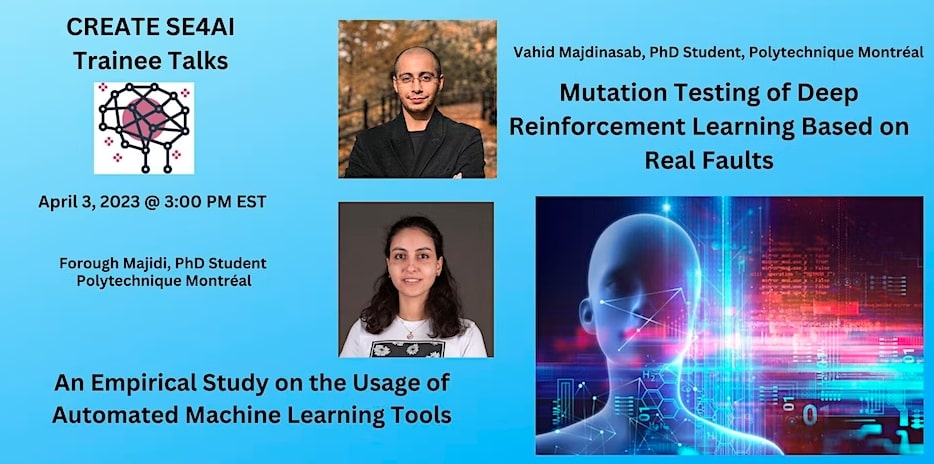 CREATE SE4AI
Trainee Talks
April 3, 2023 @ 3:00 PM EST
Vahid Majdinasab, PhD Student, Polytechnique Montréal
Mutation Testing of Deep
Reinforcement Learning Based on
Real Faults
Forough Majidi, PhD Student
Polytechnique Montréal
An Empirical Study on the Usage of
Automated Machine Learning Tools